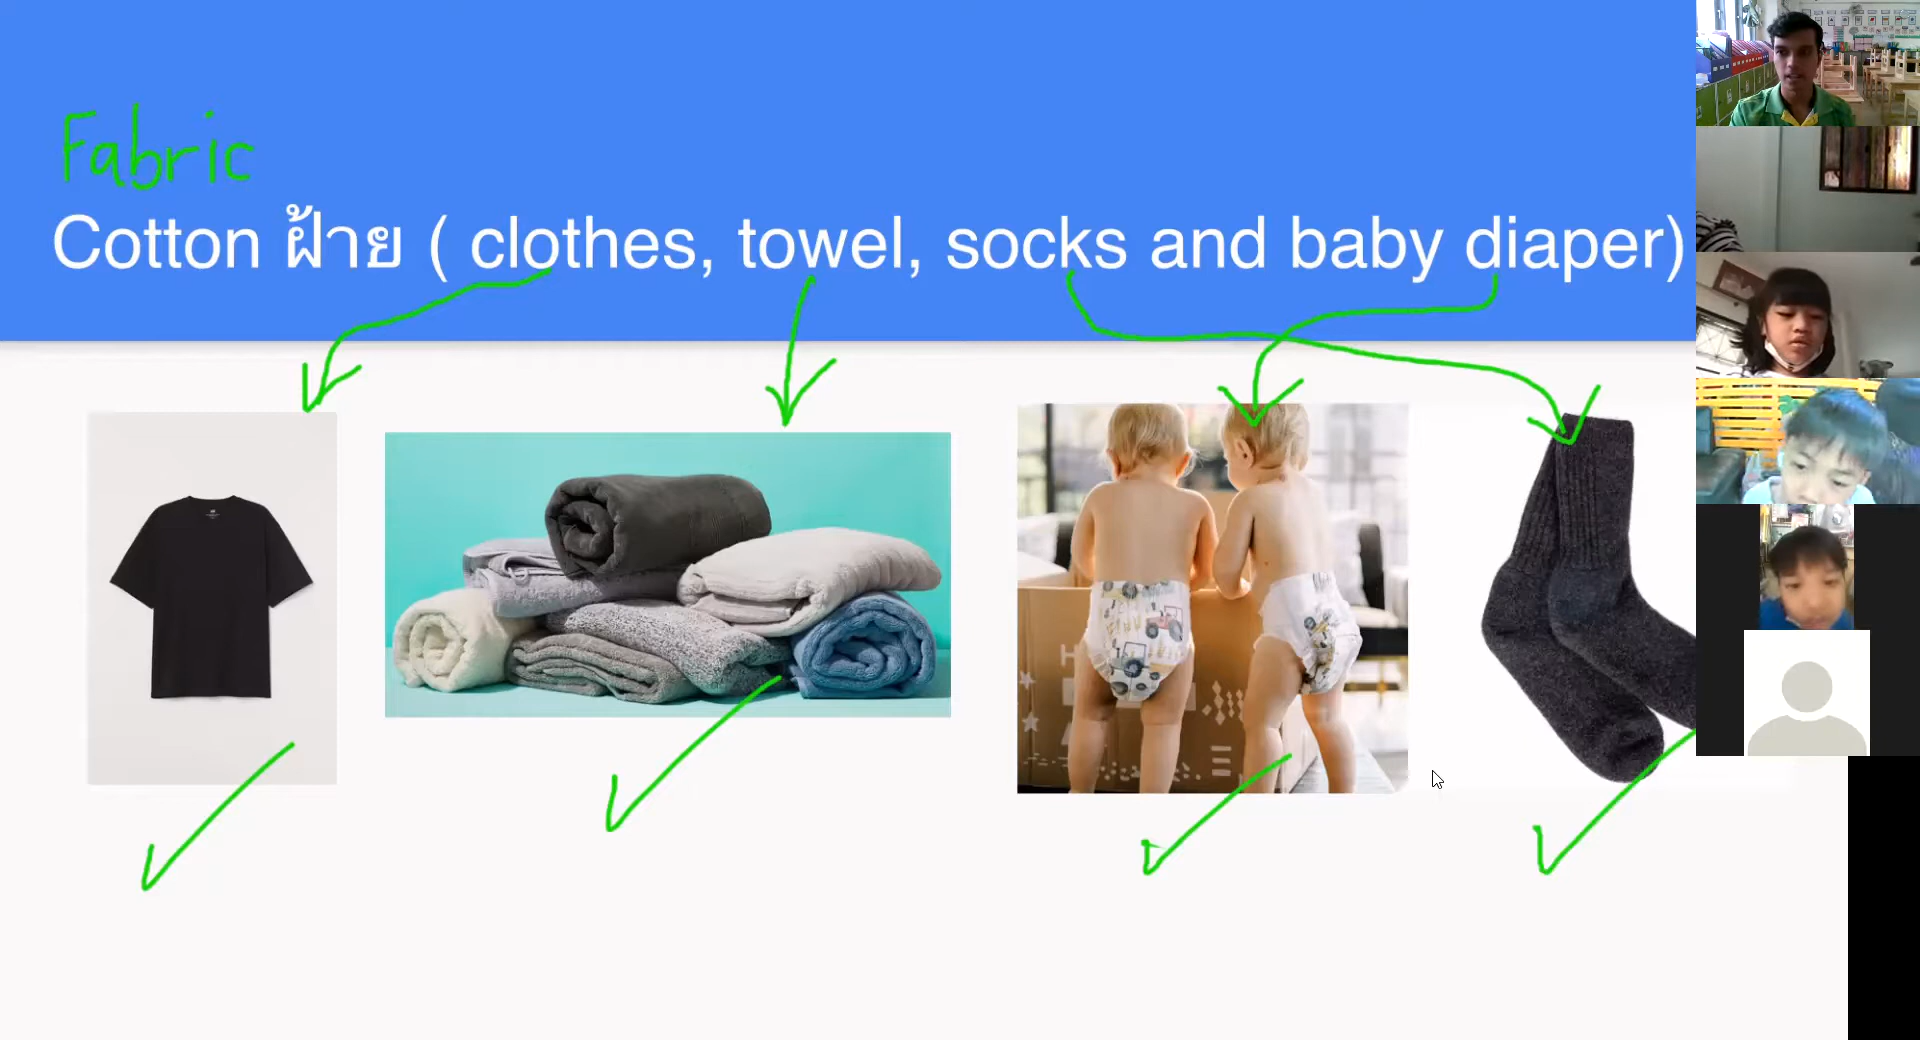 Fabric
Cotton ฝ้าย ( clothes, towel, socks and baby diaper)